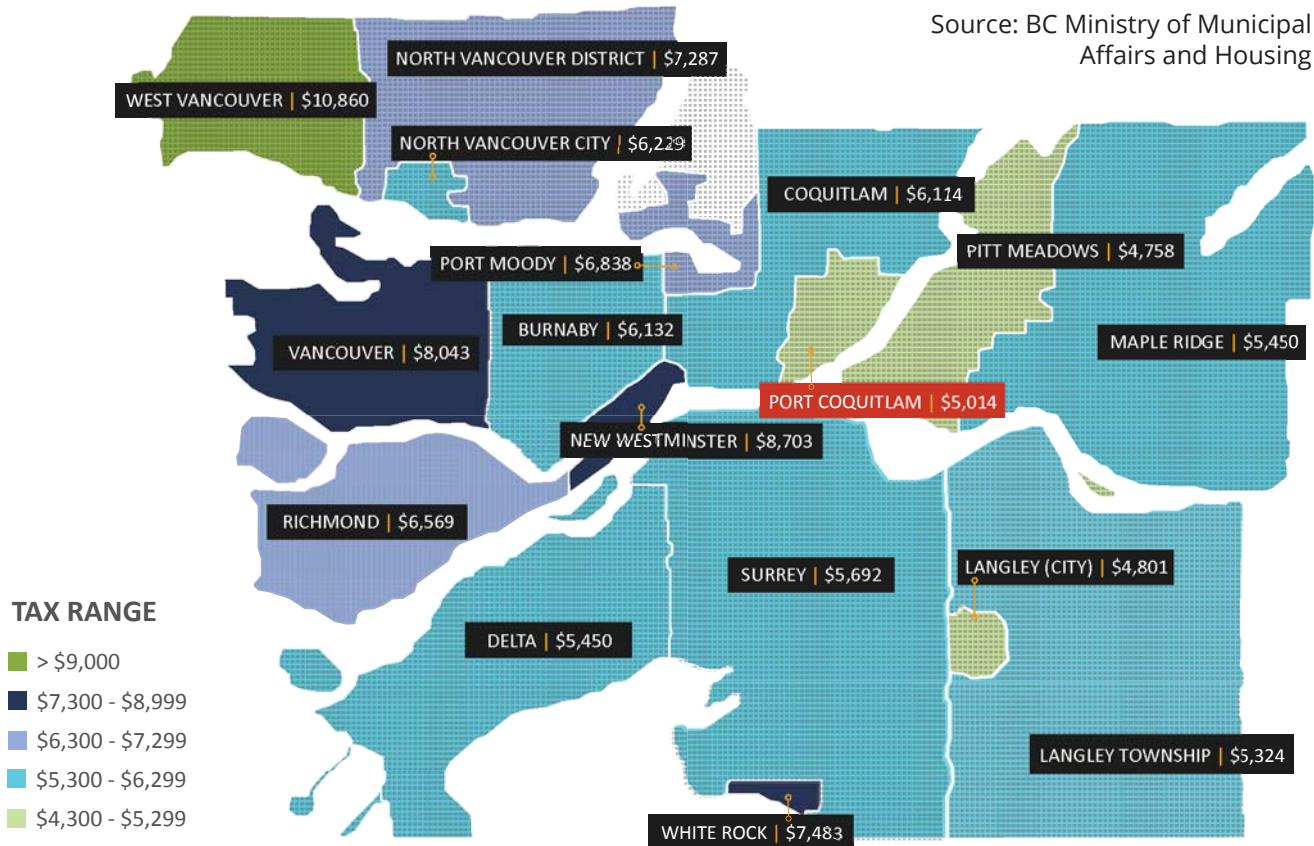 Source: BC Ministry of Municipal
Affairs and Housing
NORTH VANCOUVER DISTRICT | $7,287
WEST VANCOUVER | $10,860
NORTH VANCOUVER CITY | $6,229
COQUITLAM | $6,114
PITT MEADOWS | $4,758
PORT MOODY | $6,838
BURNABY | $6,132
VANCOUVER | $8,043
MAPLE RIDGE | $5,450
PORT COQUITLAM | $5,014
NEW WESTMINSTER | $8,703
RICHMOND | $6,569
SURREY | $5,692
LANGLEY (CITY) | $4,801
DELTA | $5,450
LANGLEY TOWNSHIP | $5,324
WHITE ROCK | $7,483
TAX RANGE
> $9,000
$7,300 - $8,999
$6,300 - $7,299
$5,300 - $6,299
$4,300 - $5,299